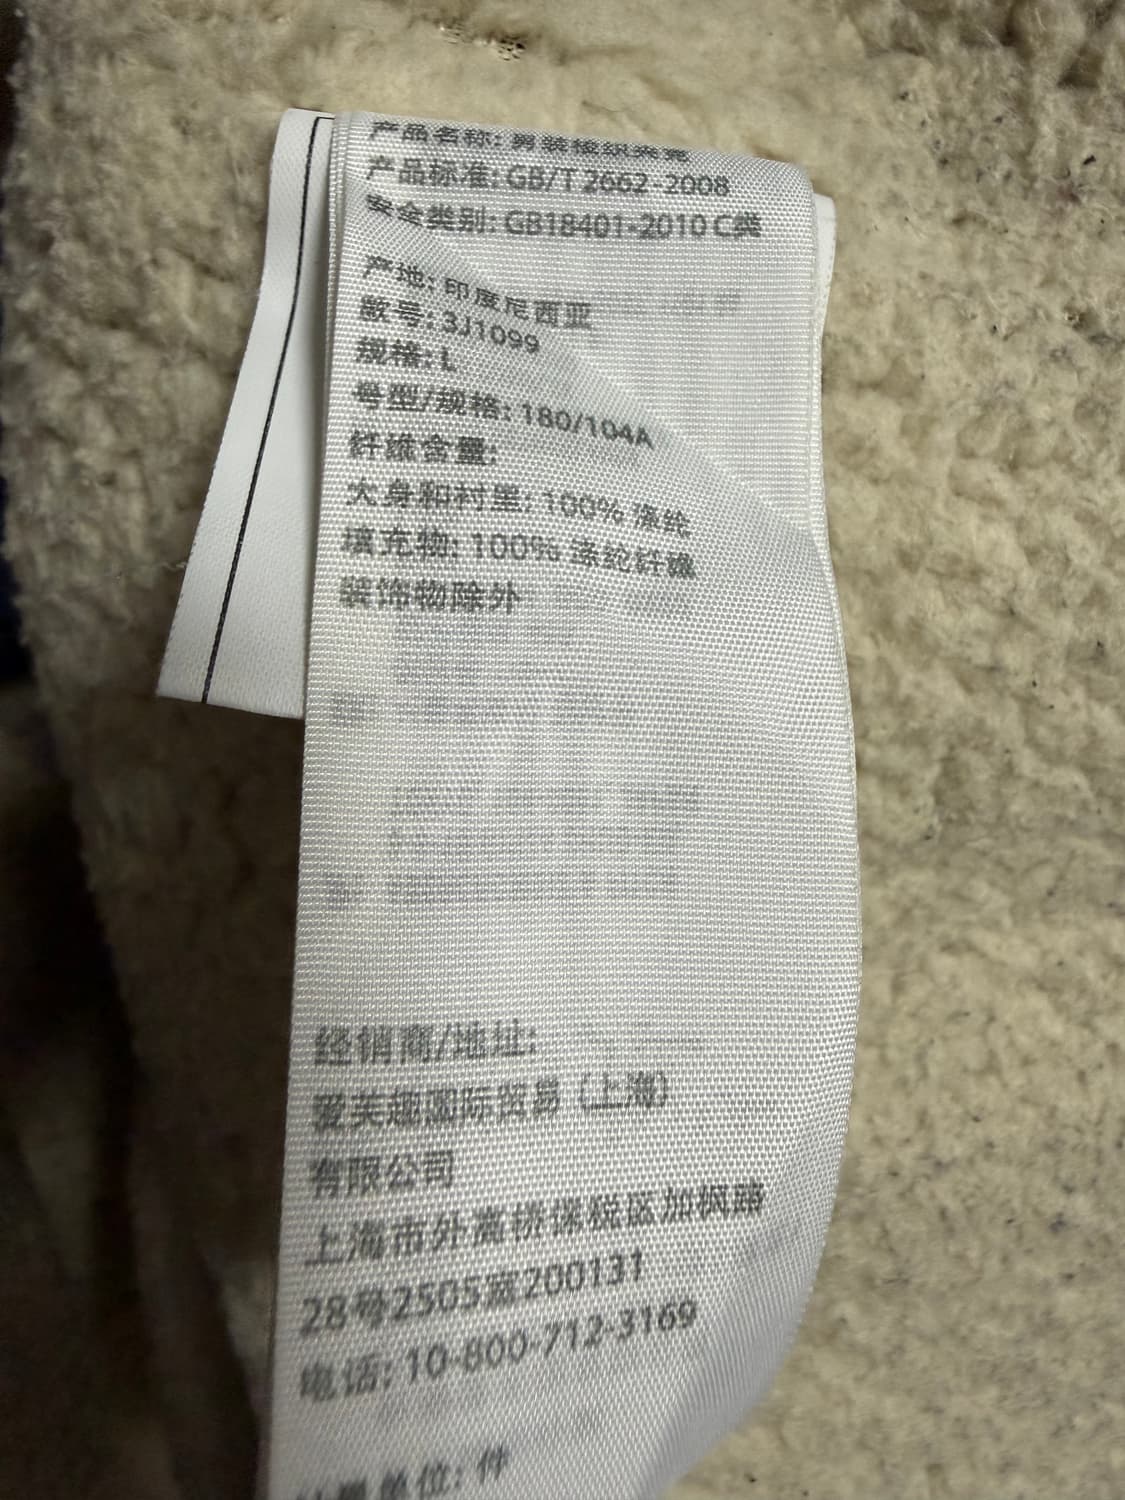 产品名称: 男装梭织夹克
产品标准: GB/T 2662-2008
安全类别: GB18401-2010 C类
产地: 印度尼西亚
款号: 3J1099
规格: L
号型/规格: 180/104A
纤维含量:
大身和村里: 100% 涤纶
填充物: 100% 涤纶纤维
装饰物除外
经销商/地址:
爱芙趣国际贸易 (上海)
有限公司
上海市外高桥保税区加枫路
28号2505室200131
电话: 10-800-712-3169
计量单位: 件